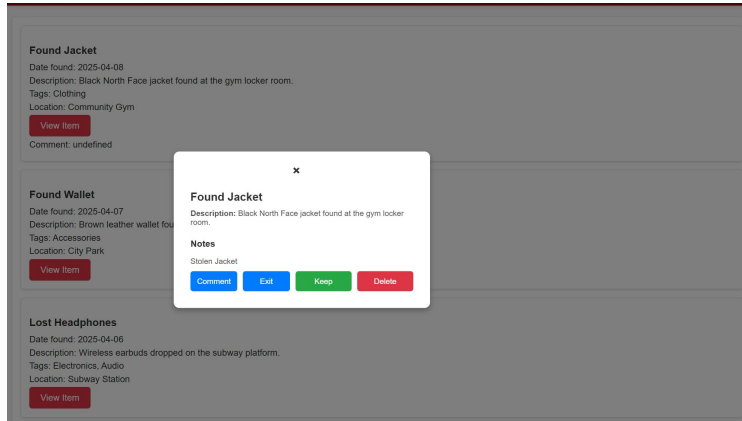 Found Jacket
Date found: 2025-04-08
Description: Black North Face jacket found at the gym locker room.
Tags: Clothing
Location: Community Gym
View Item
Comment: undefined
Found Wallet
Date found: 2025-04-07
Description: Brown leather wallet fou
Tags: Accessories
Location: City Park
View Item
×
Found Jacket
Description: Black North Face jacket found at the gym locker
room.
Notes
Stolen Jacket
Comment Exit Keep Delete
Lost Headphones
Date found: 2025-04-06
Description: Wireless earbuds dropped on the subway platform.
Tags: Electronics, Audio
Location: Subway Station
View Item